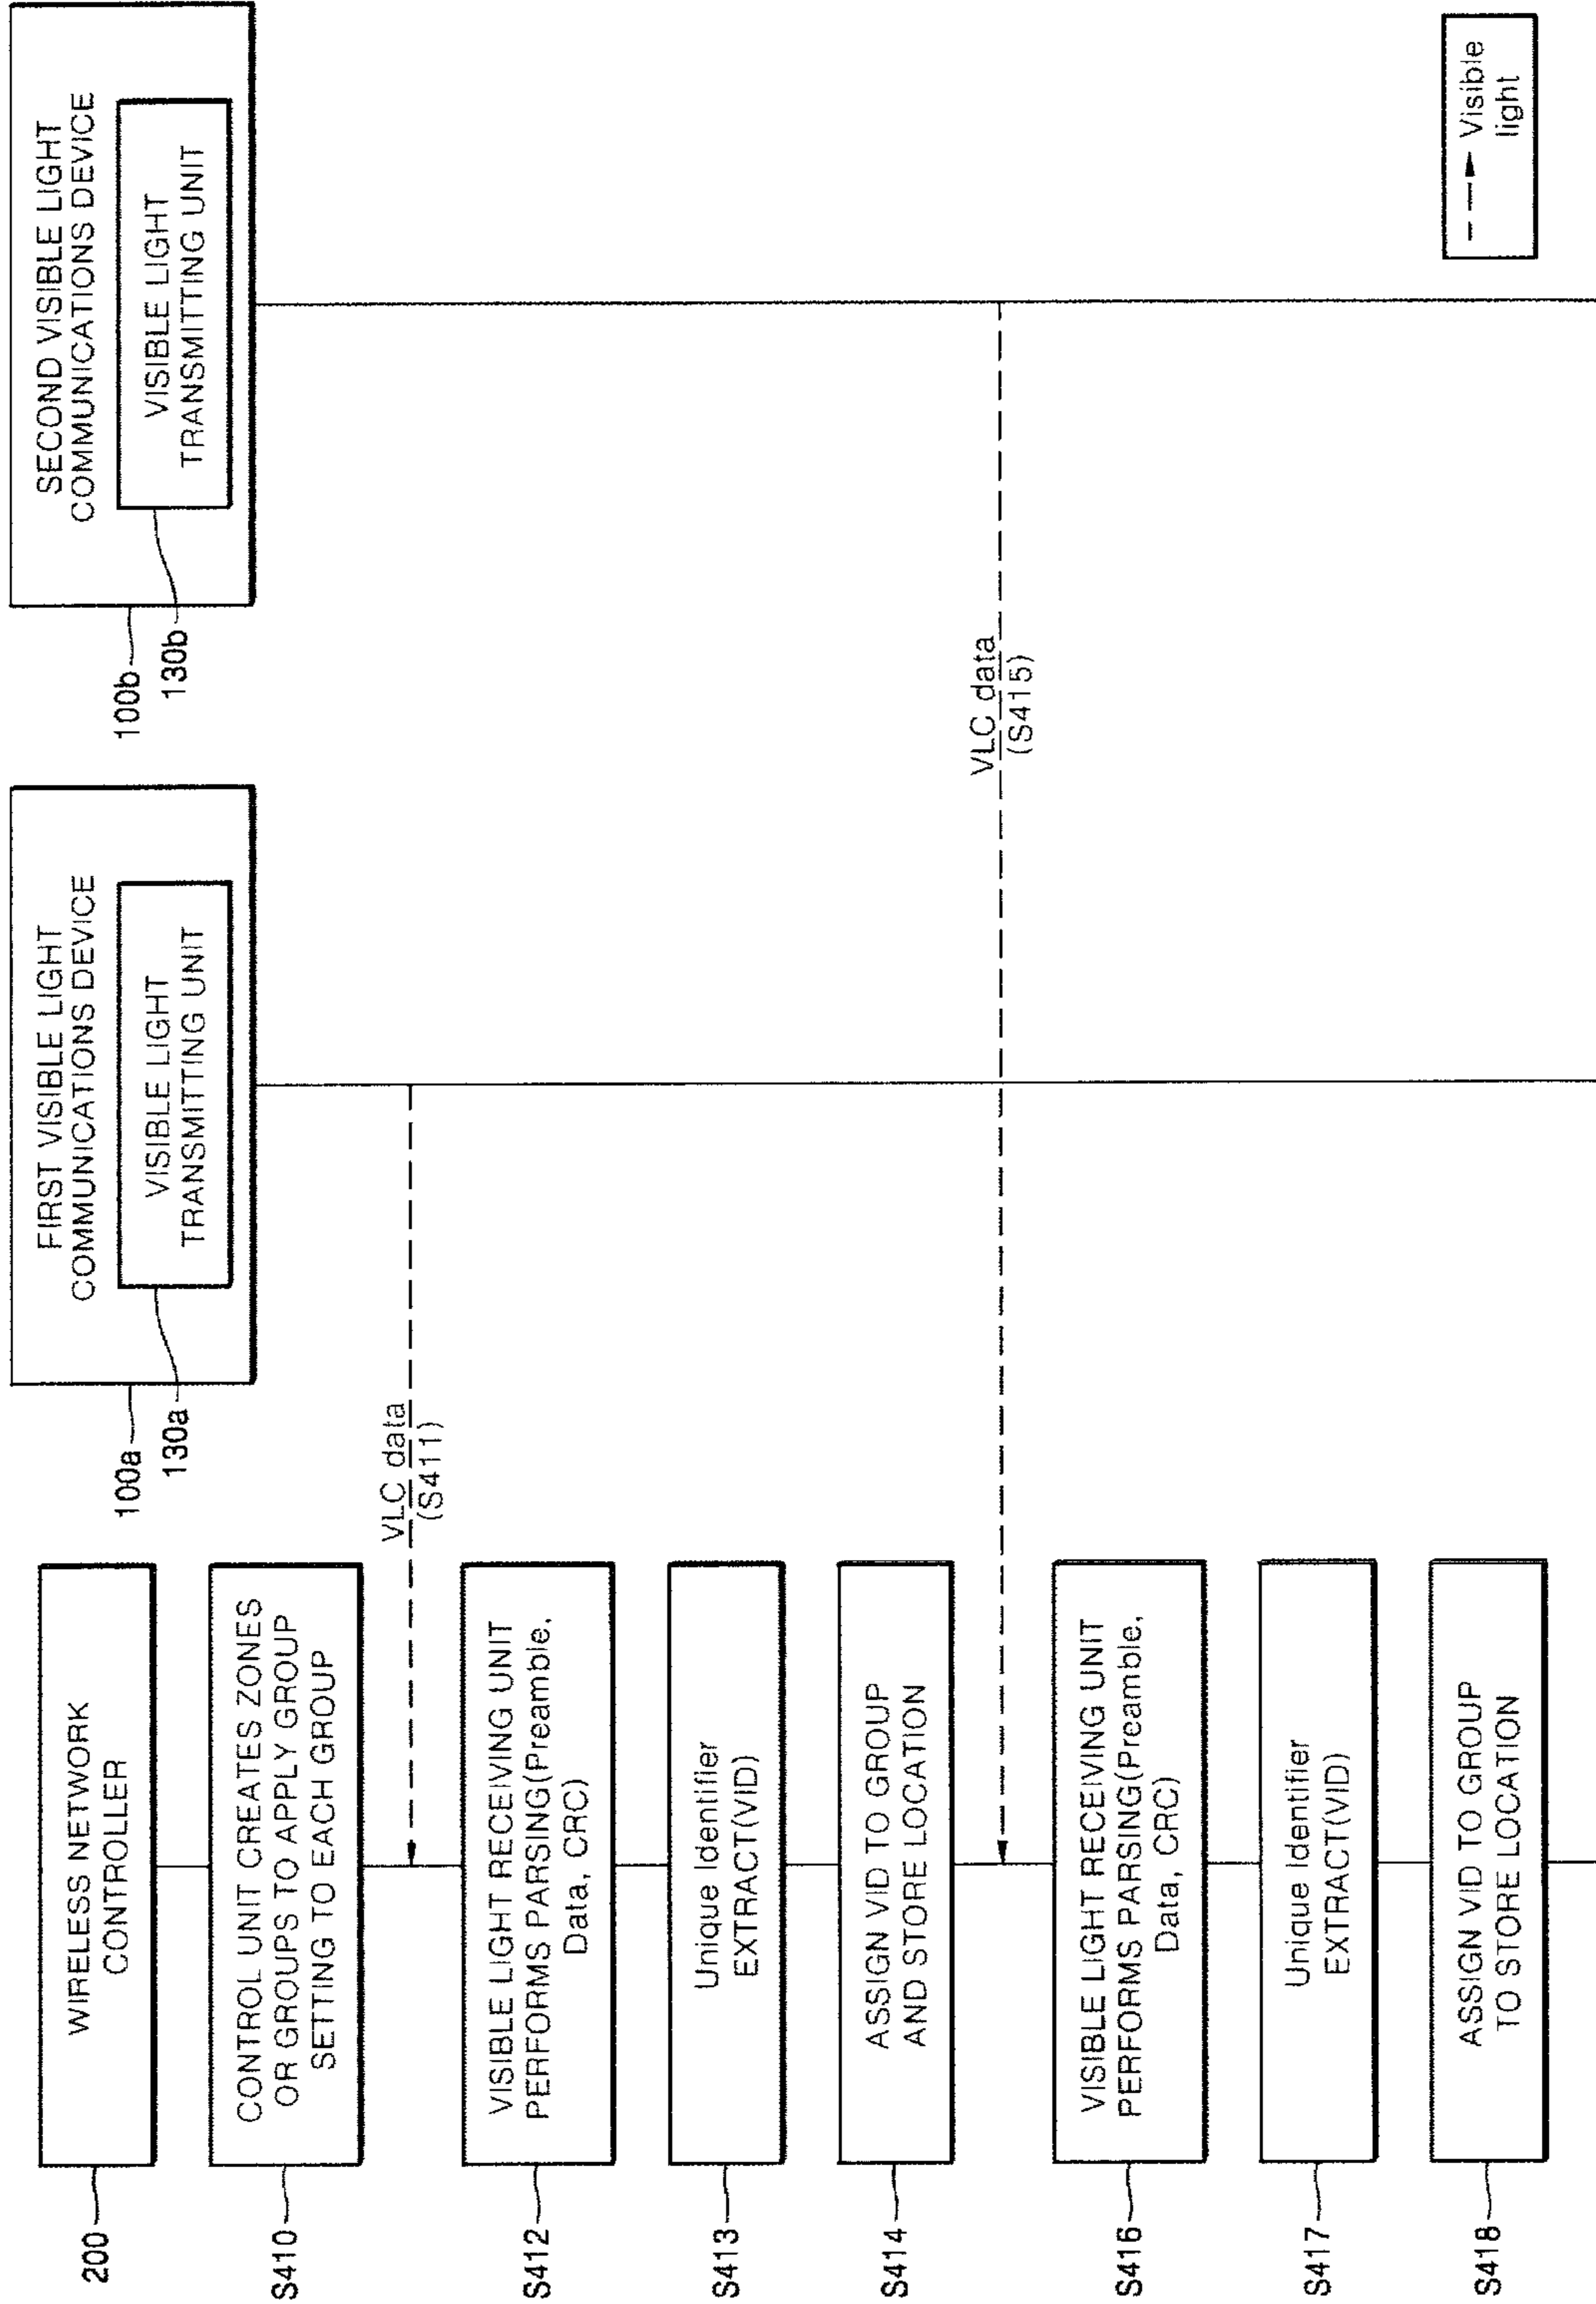 200
WIRELESS NETWORK
CONTROLLER
100a
FIRST VISIBLE LIGHT
COMMUNICATIONS DEVICE
130a
VISIBLE LIGHT
TRANSMITTING UNIT
100b
SECOND VISIBLE LIGHT
COMMUNICATIONS DEVICE
130b
VISIBLE LIGHT
TRANSMITTING UNIT
S410
CONTROL UNIT CREATES ZONES
OR GROUPS TO APPLY GROUP
SETTING TO EACH GROUP
VLC data
(S411)
S412
VISIBLE LIGHT RECEIVING UNIT
PERFORMS PARSING(Preamble,
Data, CRC)
S413
Unique Identifier
EXTRACT(VID)
S414
ASSIGN VID TO GROUP
AND STORE LOCATION
VLC data
(S415)
S416
VISIBLE LIGHT RECEIVING UNIT
PERFORMS PARSING(Preamble,
Data, CRC)
S417
Unique Identifier
EXTRACT(VID)
S418
ASSIGN VID TO GROUP
TO STORE LOCATION
Visible
light